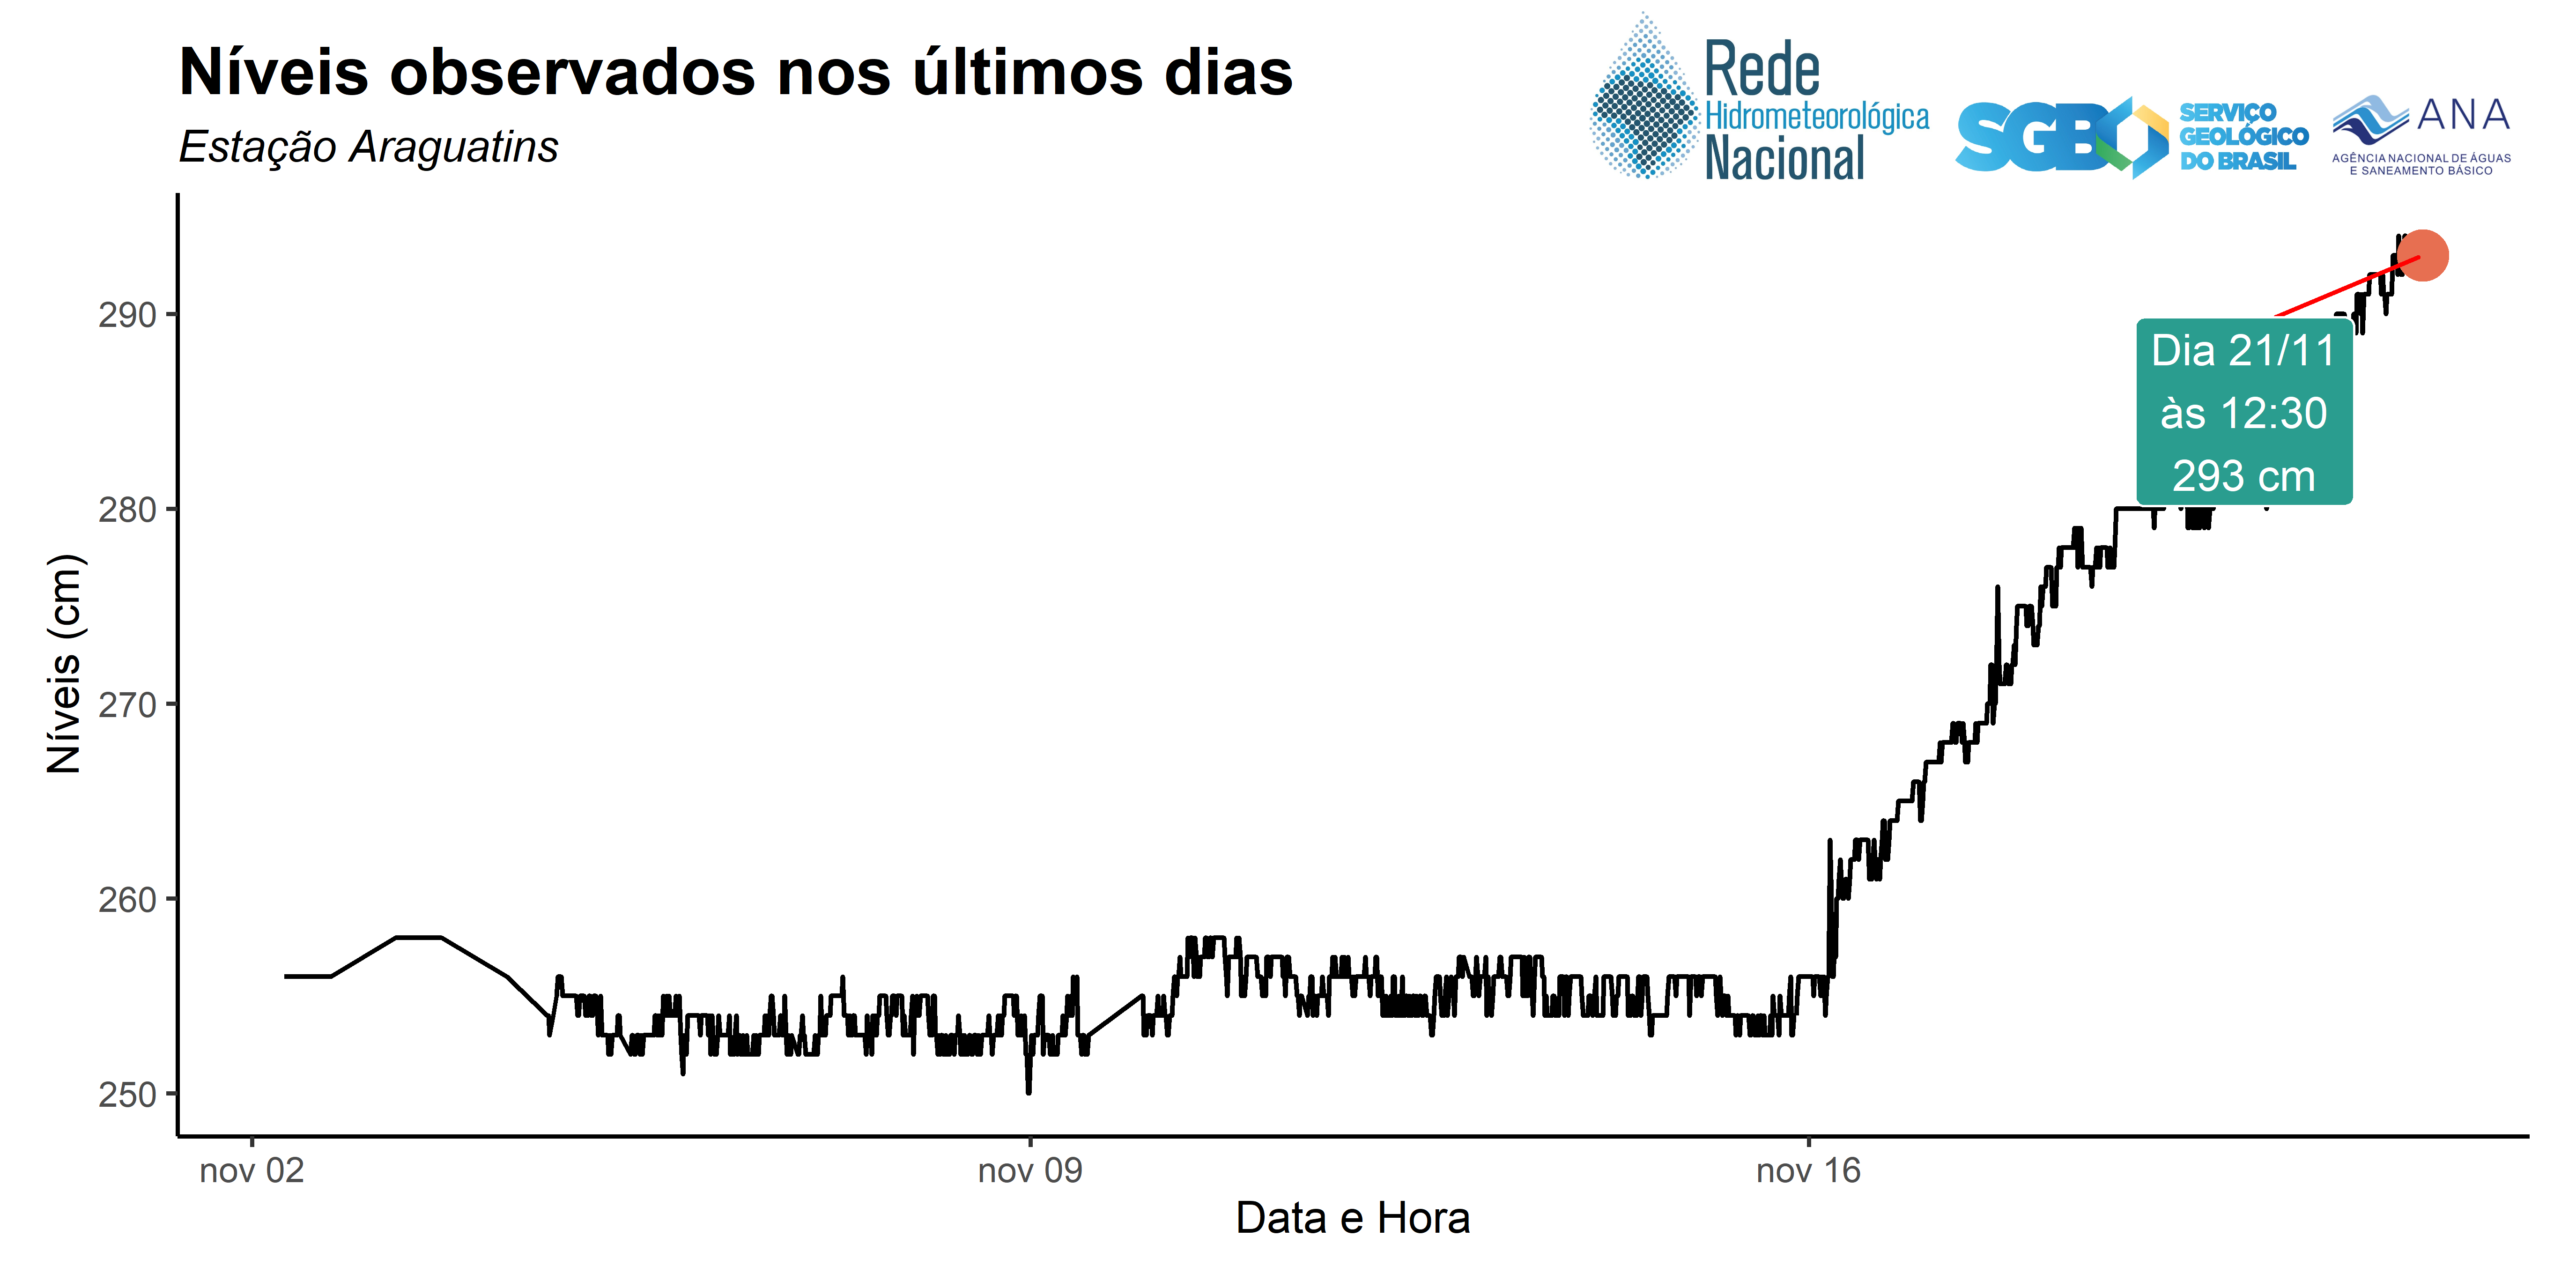 Níveis observados nos últimos dias
Estação Araguatins
Rede
Hidrometeorológica
Nacional
SGB
SERVIÇO
GEOLÓGICO
DO BRASIL
ANA
AGÊNCIA NACIONAL DE ÁGUAS
E SANEAMENTO BÁSICO
Níveis (cm)
290
280
270
260
250
Dia 21/11
às 12:30
293 cm
nov 02
nov 09
nov 16
Data e Hora